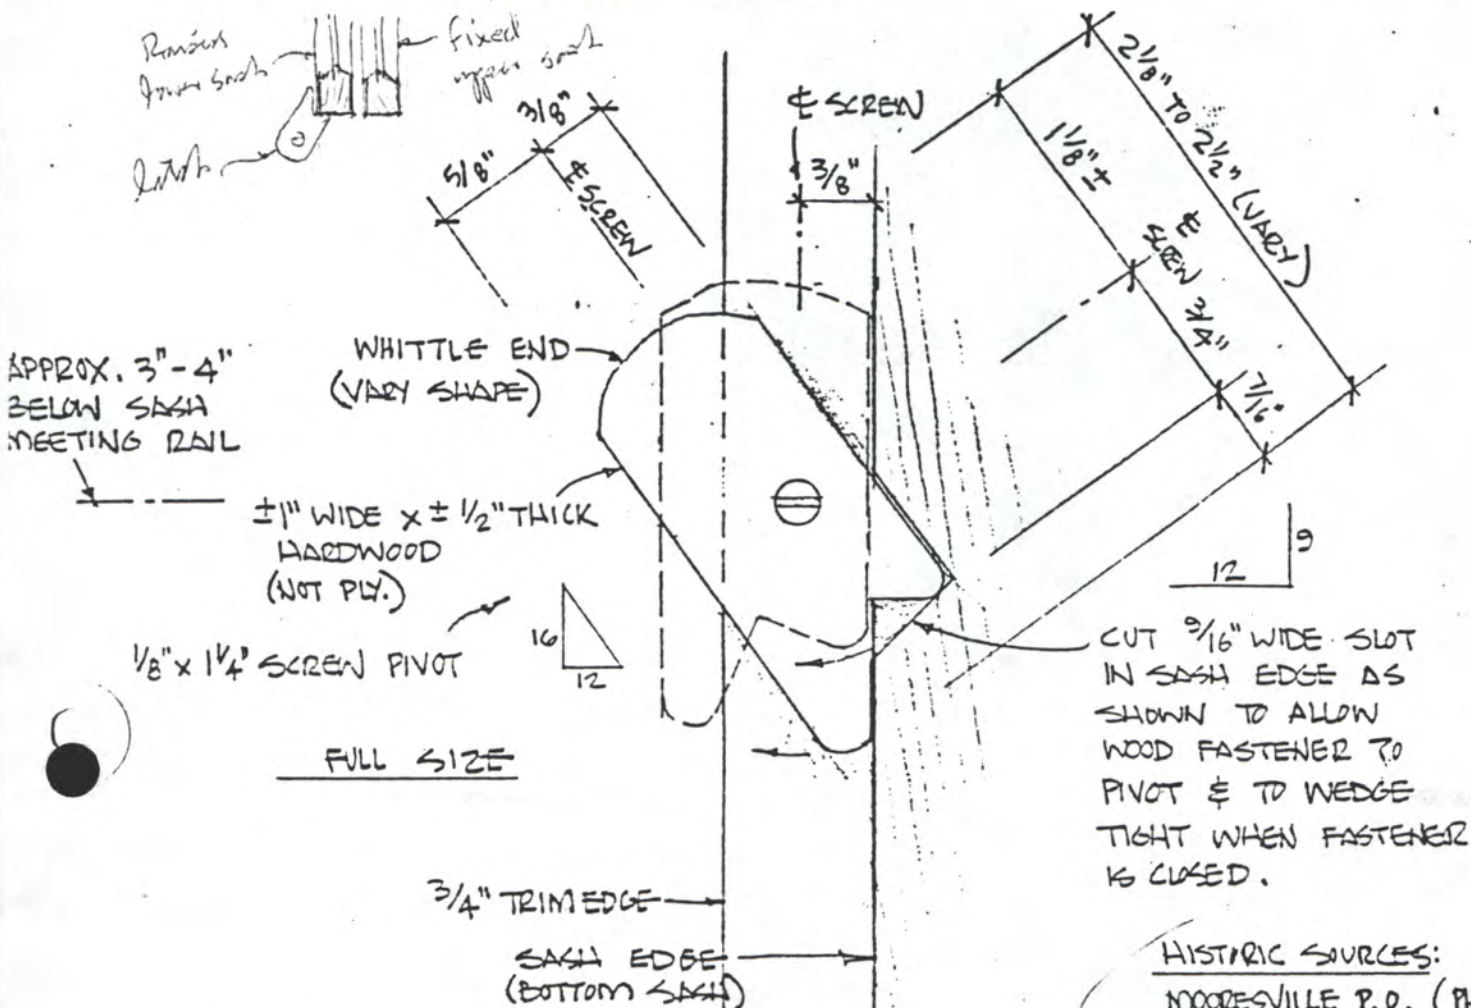 fixed
upper sash
lower sash
latch
3/8"
5/8"
℄ SCREW
℄ SCREW
3/8"
2 1/8" TO 2 1/2" (VARY)
1 1/8" ±
℄
SCREW 3/4"
7/16"
APPROX. 3"-4"
BELOW SASH
MEETING RAIL
WHITTLE END
(VARY SHAPE)
±1" WIDE x ± 1/2" THICK
HARDWOOD
(NOT PLY.)
1/8" x 1 1/4" SCREW PIVOT
16
12
9
12
FULL SIZE
CUT 9/16" WIDE SLOT
IN SASH EDGE AS
SHOWN TO ALLOW
WOOD FASTENER TO
PIVOT & TO WEDGE
TIGHT WHEN FASTENER
IS CLOSED.
3/4" TRIM EDGE
SASH EDGE
(BOTTOM SASH)
HISTORIC SOURCES:
MOORESVILLE P.O.